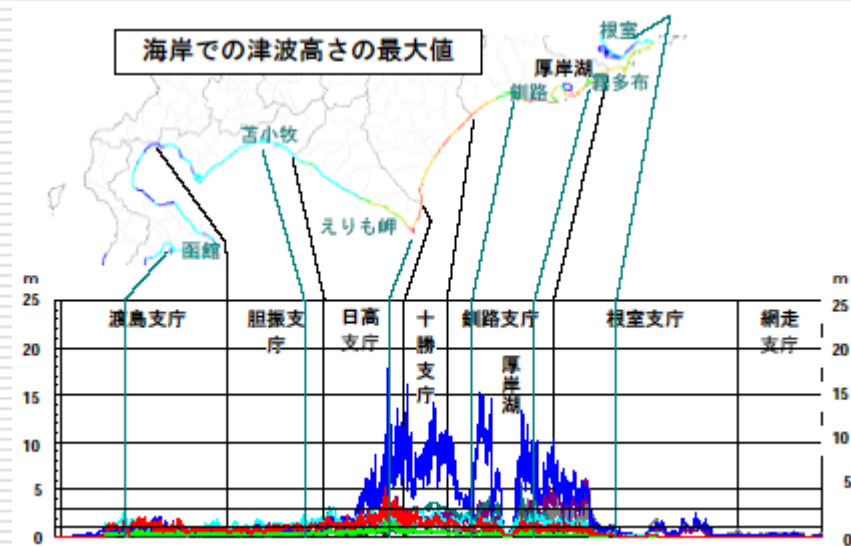 海岸での津波高さの最大値
根室
厚岸湖
釧路
霧多布
苫小牧
えりも岬
函館
m
m
25
25
渡島支庁
胆振支
庁
日高
支庁
十
勝
支
庁
釧路支庁
根室支庁
網走
支庁
厚
岸
湖
20
20
15
15
10
10
5
5
0
0